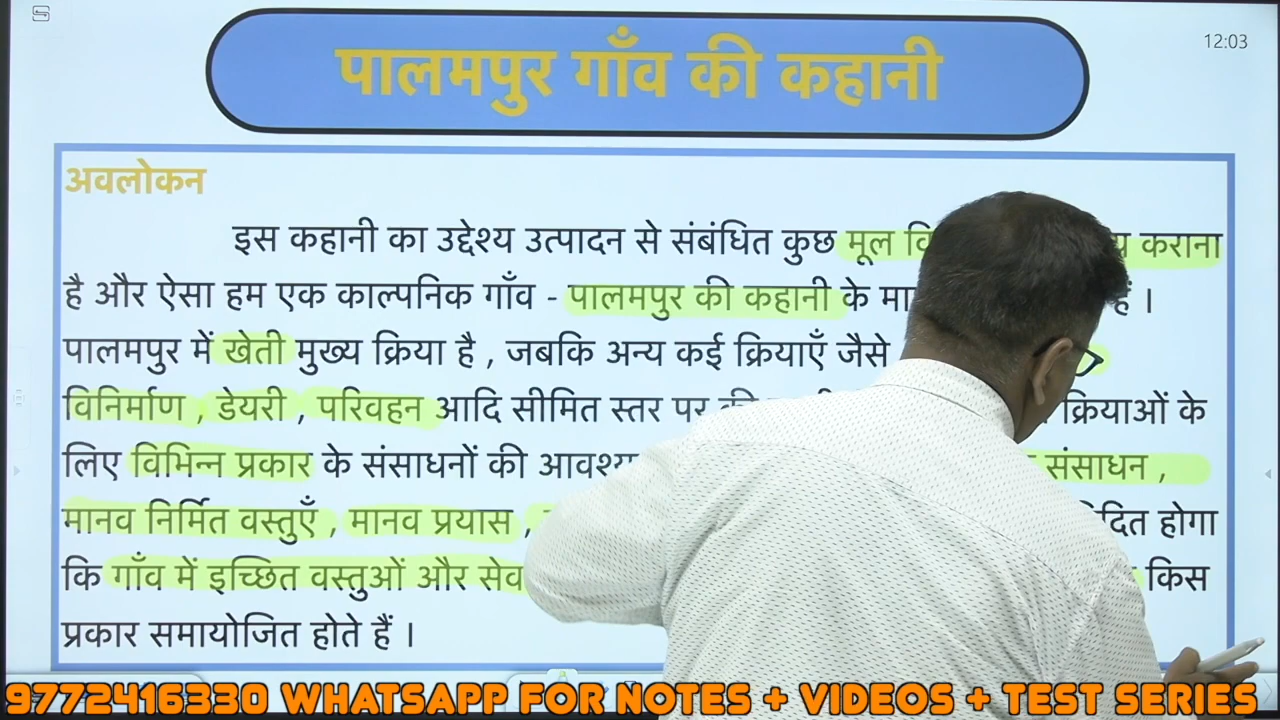 12:03
पालमपुर गाँव की कहानी
अवलोकन
इस कहानी का उद्देश्य उत्पादन से संबंधित कुछ मूल कराना
है और ऐसा हम एक काल्पनिक गाँव - पालमपुर की कहानी के हैं ।
पालमपुर में खेती मुख्य क्रिया है , जबकि अन्य कई क्रियाएँ जैसे
विनिर्माण , डेयरी , परिवहन आदि सीमित स्तर पर क्रियाओं के
लिए विभिन्न प्रकार के संसाधनों की संसाधन ,
मानव निर्मित वस्तुएँ , मानव प्रयास , होगा
कि गाँव में इच्छित वस्तुओं और किस
प्रकार समायोजित होते हैं ।
9772416330 WHATSAPP FOR NOTES + VIDEOS + TEST SERIES